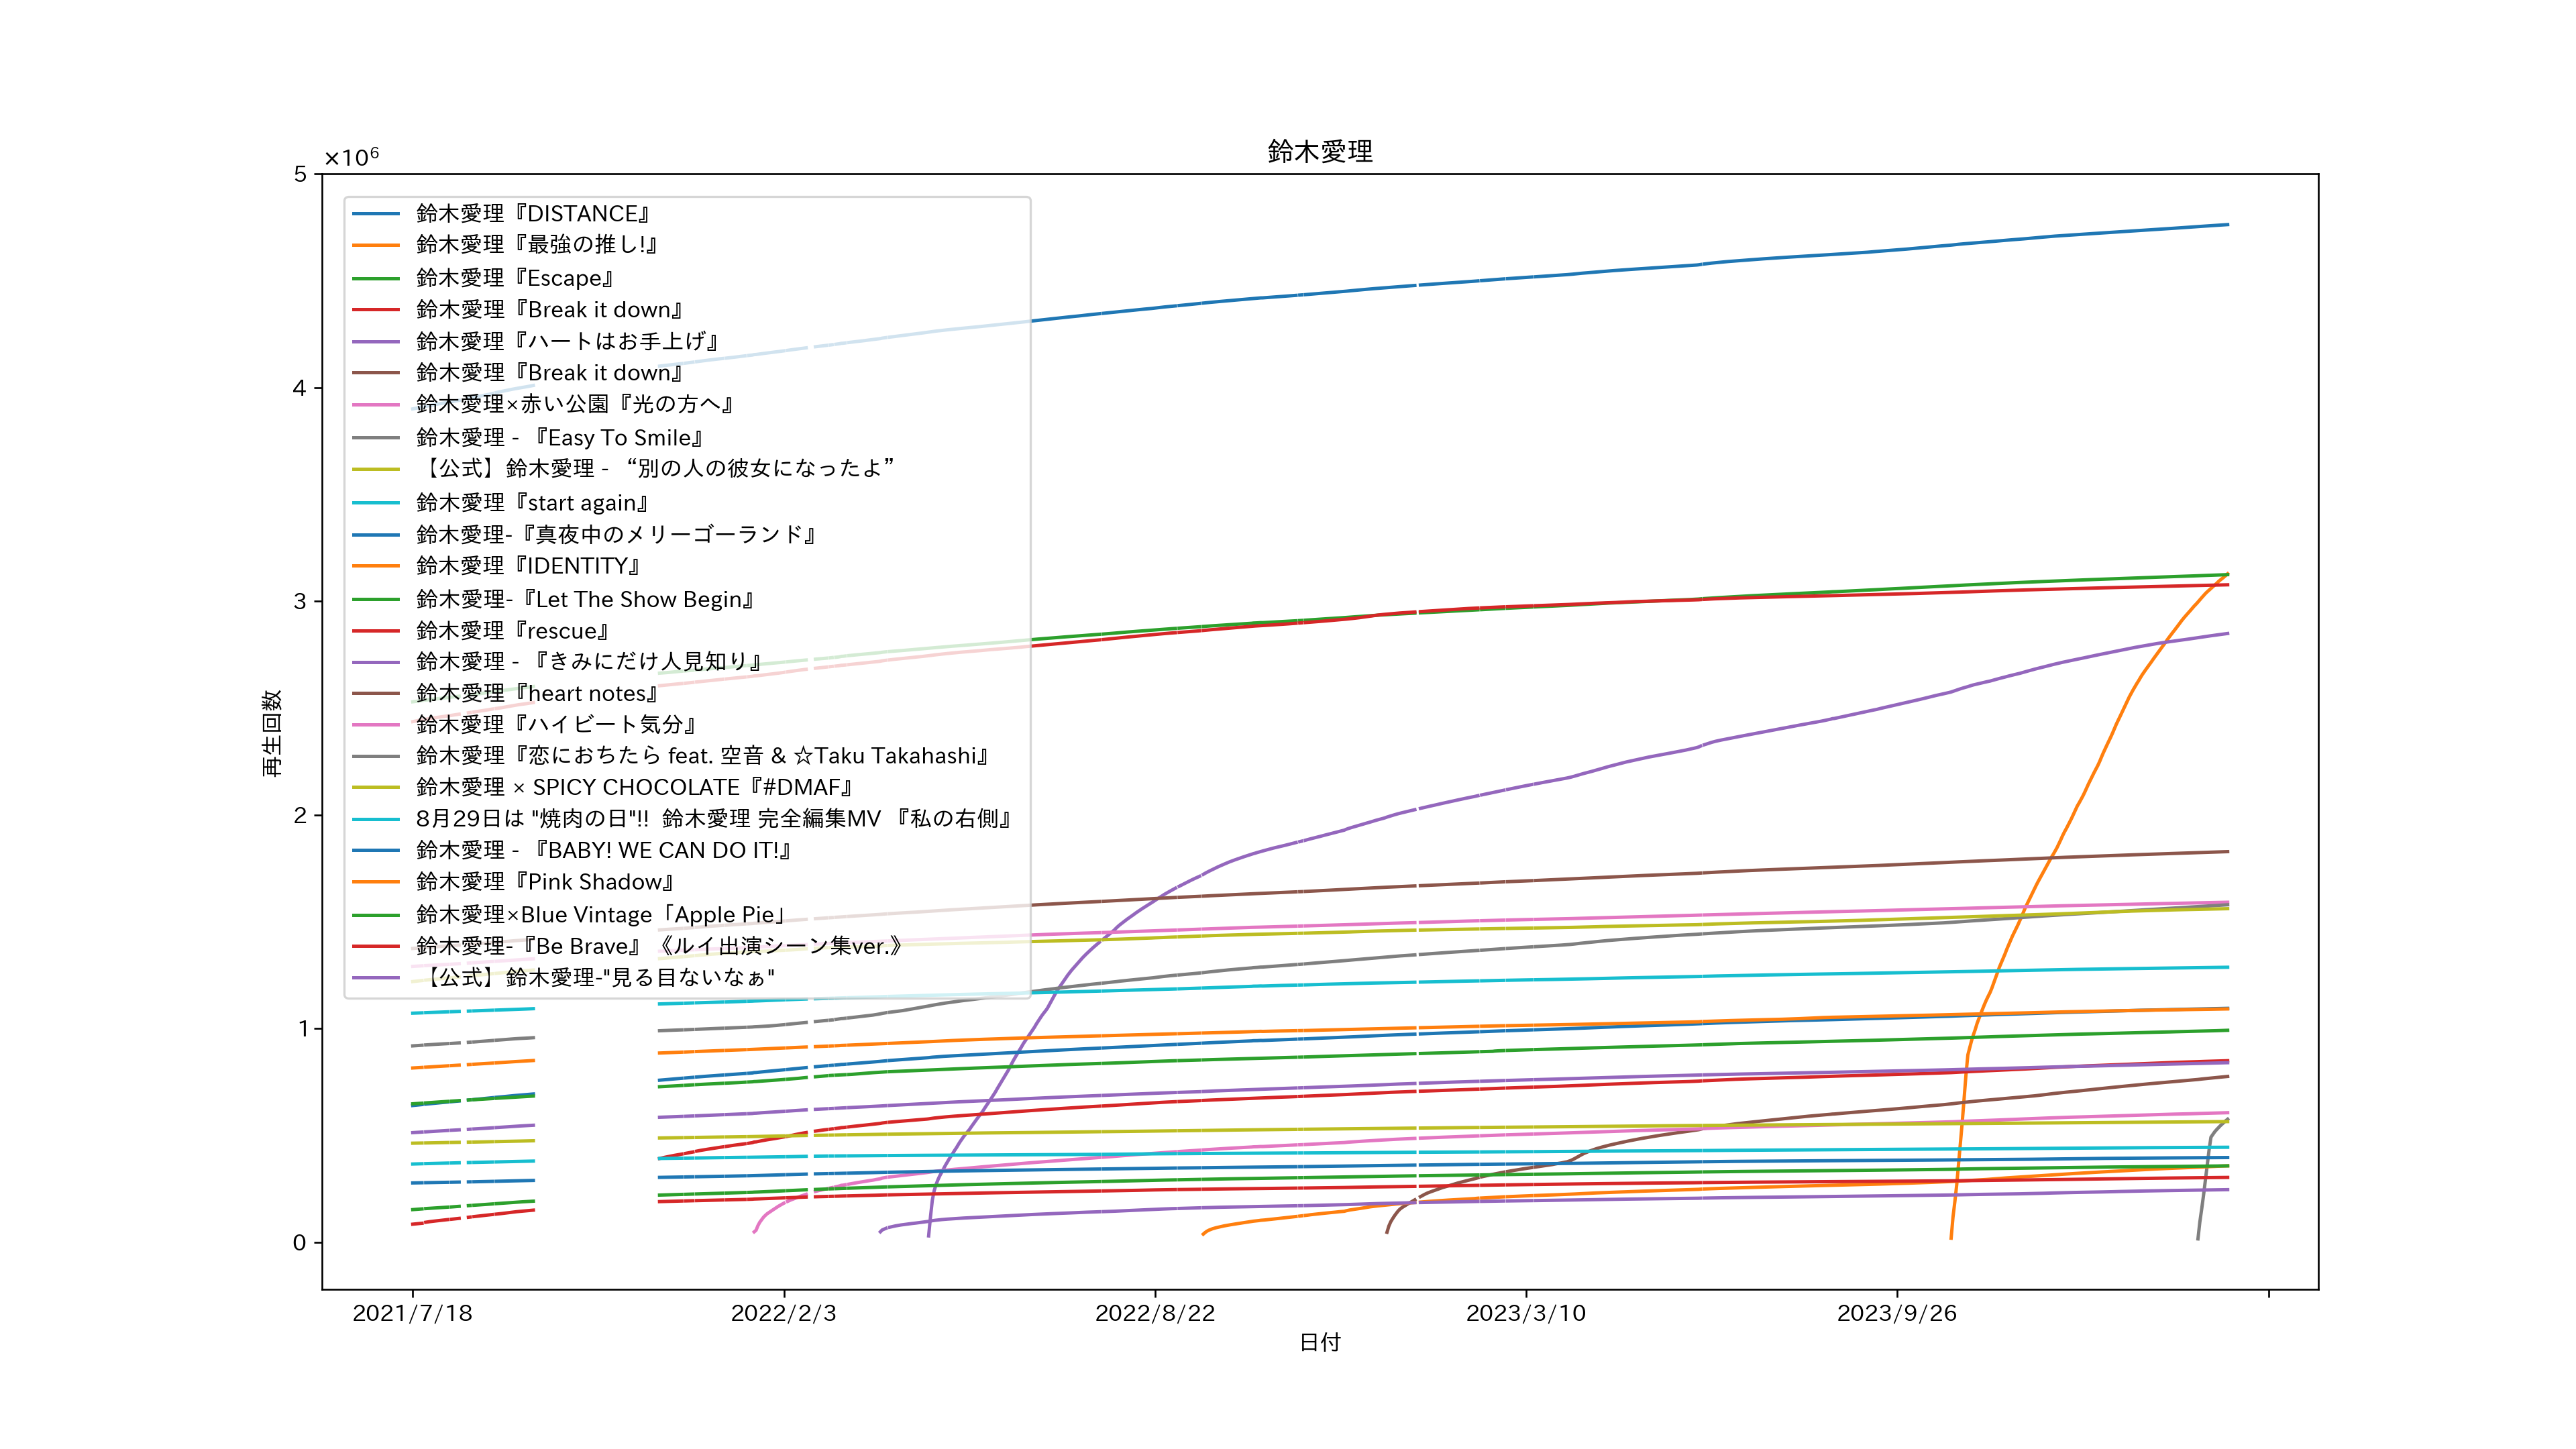 鈴木愛理
×10⁶
5
4
3
2
1
0
再生回数
鈴木愛理『DISTANCE』
鈴木愛理『最強の推し!』
鈴木愛理『Escape』
鈴木愛理『Break it down』
鈴木愛理『ハートはお手上げ』
鈴木愛理『Break it down』
鈴木愛理×赤い公園『光の方へ』
鈴木愛理 - 『Easy To Smile』
【公式】鈴木愛理 - “別の人の彼女になったよ”
鈴木愛理『start again』
鈴木愛理-『真夜中のメリーゴーランド』
鈴木愛理『IDENTITY』
鈴木愛理-『Let The Show Begin』
鈴木愛理『rescue』
鈴木愛理 - 『きみにだけ人見知り』
鈴木愛理『heart notes』
鈴木愛理『ハイビート気分』
鈴木愛理『恋におちたら feat. 空音 & ☆Taku Takahashi』
鈴木愛理 × SPICY CHOCOLATE『#DMAF』
8月29日は "焼肉の日"!!  鈴木愛理 完全編集MV 『私の右側』
鈴木愛理 - 『BABY! WE CAN DO IT!』
鈴木愛理『Pink Shadow』
鈴木愛理×Blue Vintage「Apple Pie」
鈴木愛理-『Be Brave』《ルイ出演シーン集ver.》
【公式】鈴木愛理-"見る目ないなぁ"
2021/7/18
2022/2/3
2022/8/22
2023/3/10
2023/9/26
日付